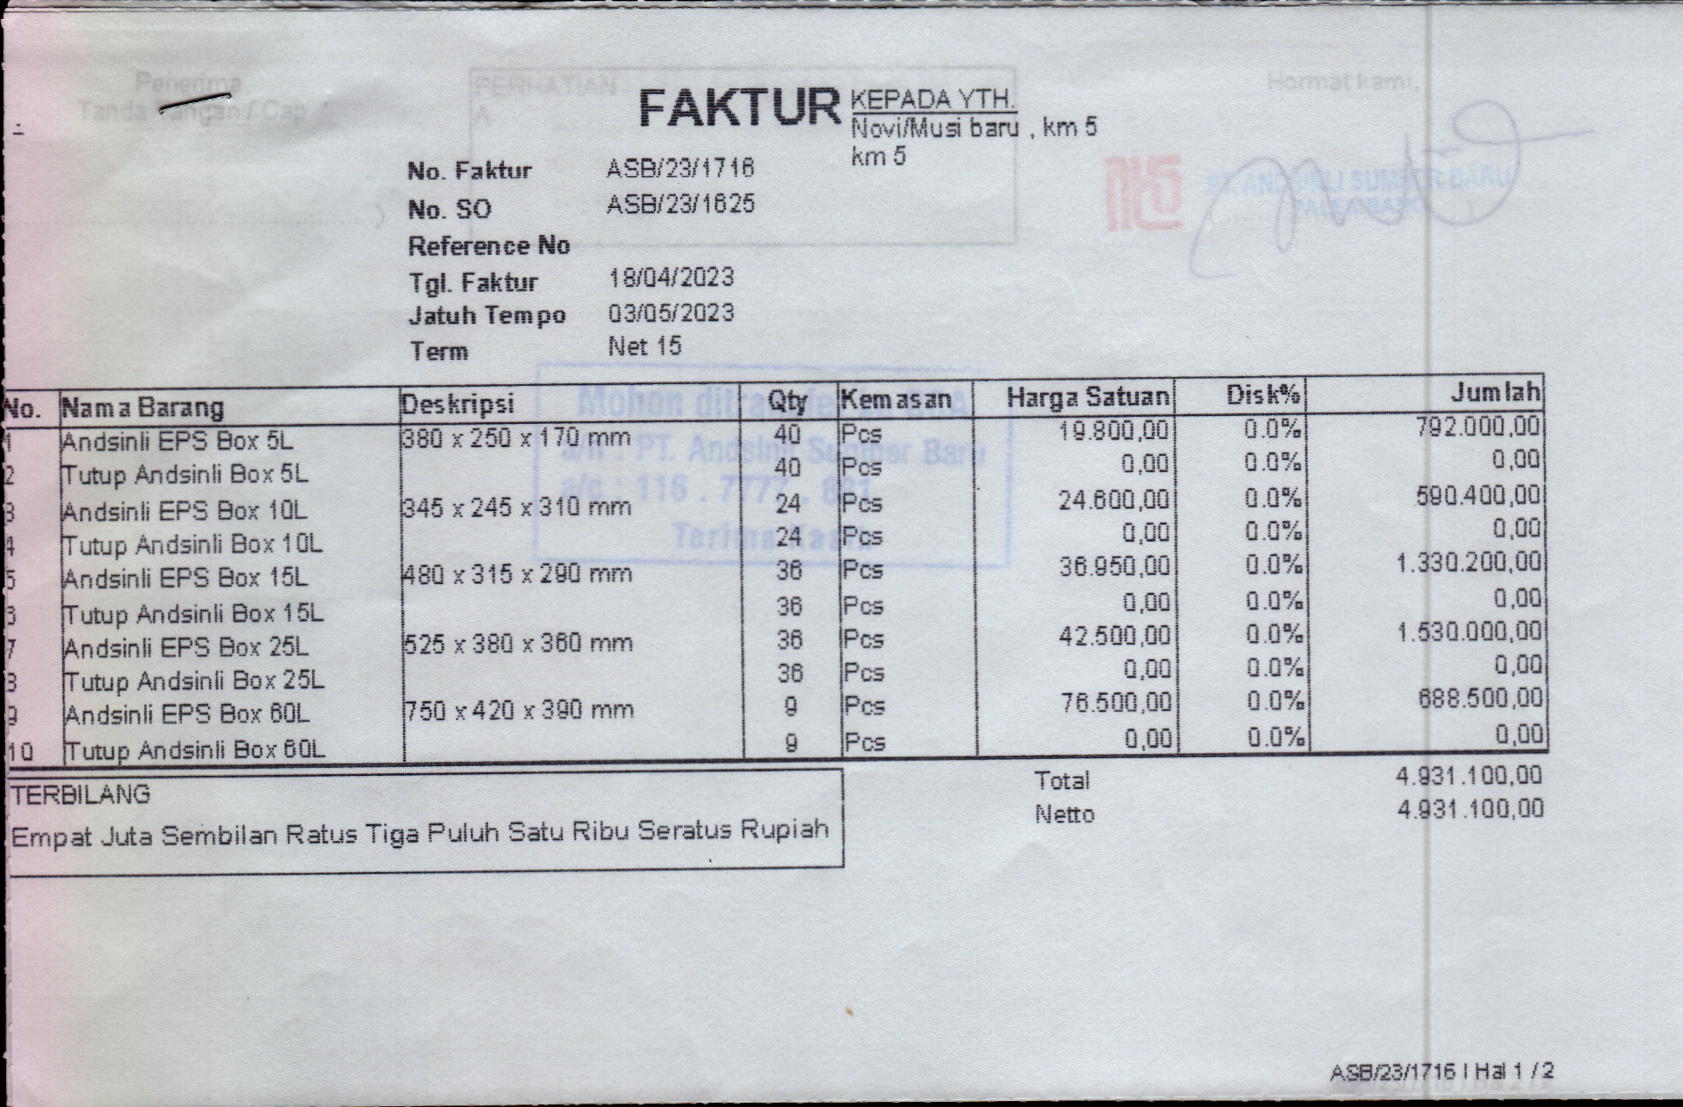 Penerima,
Tanda Tangan / Cap
PERHATIAN
Hormat kami,
FAKTUR
KEPADA YTH.
Novi/Musi baru , km 5
km 5
No. Faktur ASB/23/1716
No. SO ASB/23/1625
Reference No
Tgl. Faktur 18/04/2023
Jatuh Tempo 03/05/2023
Term Net 15
PT. ANDSINLI SUMBER BARU
PALEMBANG
Mohon ditransfer ke BCA
a/n : PT. Andsinli Sumber Baru
a/c : 116 . 7777 .
Terima Kasih
No. Nama Barang Deskripsi Qty Kemasan Harga Satuan Disk% Jumlah
1 Andsinli EPS Box 5L 380 x 250 x 170 mm 40 Pcs 19.800,00 0.0% 792.000,00
2 Tutup Andsinli Box 5L 40 Pcs 0,00 0.0% 0,00
3 Andsinli EPS Box 10L 345 x 245 x 310 mm 24 Pcs 24.600,00 0.0% 590.400,00
4 Tutup Andsinli Box 10L 24 Pcs 0,00 0.0% 0,00
5 Andsinli EPS Box 15L 480 x 315 x 290 mm 36 Pcs 36.950,00 0.0% 1.330.200,00
6 Tutup Andsinli Box 15L 36 Pcs 0,00 0.0% 0,00
7 Andsinli EPS Box 25L 525 x 380 x 360 mm 36 Pcs 42.500,00 0.0% 1.530.000,00
8 Tutup Andsinli Box 25L 36 Pcs 0,00 0.0% 0,00
9 Andsinli EPS Box 60L 750 x 420 x 390 mm 9 Pcs 76.500,00 0.0% 688.500,00
10 Tutup Andsinli Box 60L 9 Pcs 0,00 0.0% 0,00
Total 4.931.100,00
Netto 4.931.100,00
TERBILANG
Empat Juta Sembilan Ratus Tiga Puluh Satu Ribu Seratus Rupiah
ASB/23/1716 | Hal 1 / 2